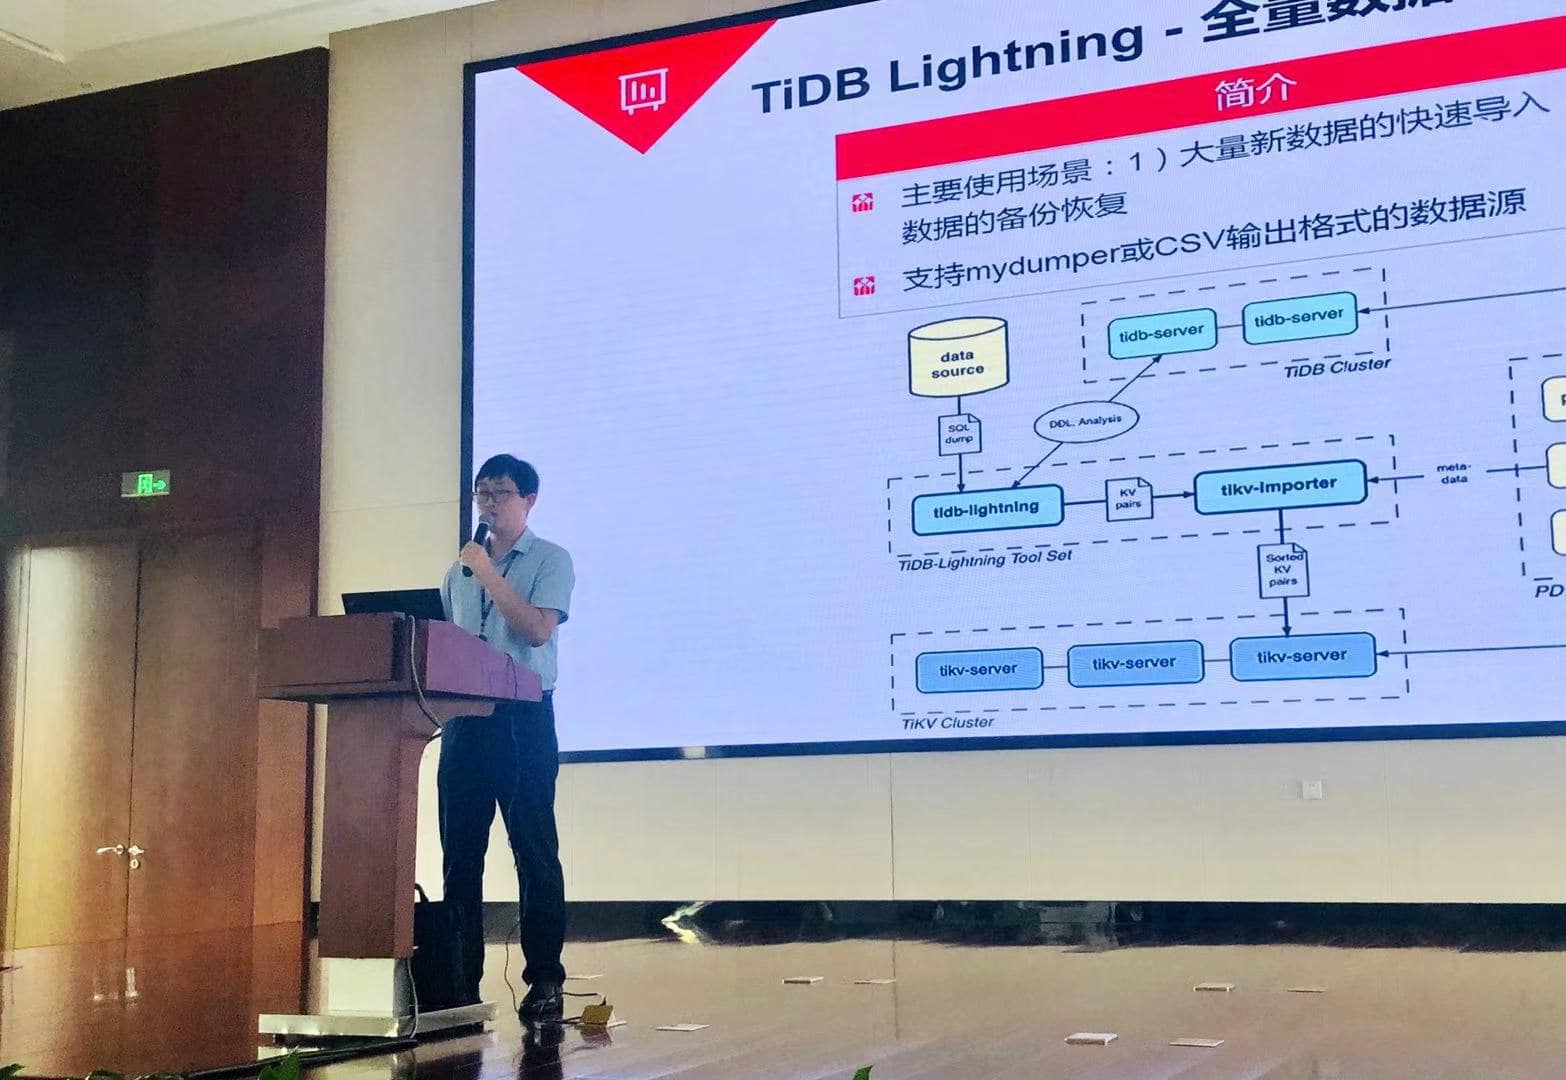 TiDB Lightning - 全量数据
简介
主要使用场景：1）大量新数据的快速导入
数据的备份恢复
支持mydumper或CSV输出格式的数据源
data
source
tidb-server
tidb-server
TiDB Cluster
SQL
dump
DDL, Analysis
tidb-lightning
KV
pairs
tikv-importer
meta-
data
TiDB-Lightning Tool Set
Sorted
KV
pairs
PD
tikv-server
tikv-server
tikv-server
TiKV Cluster